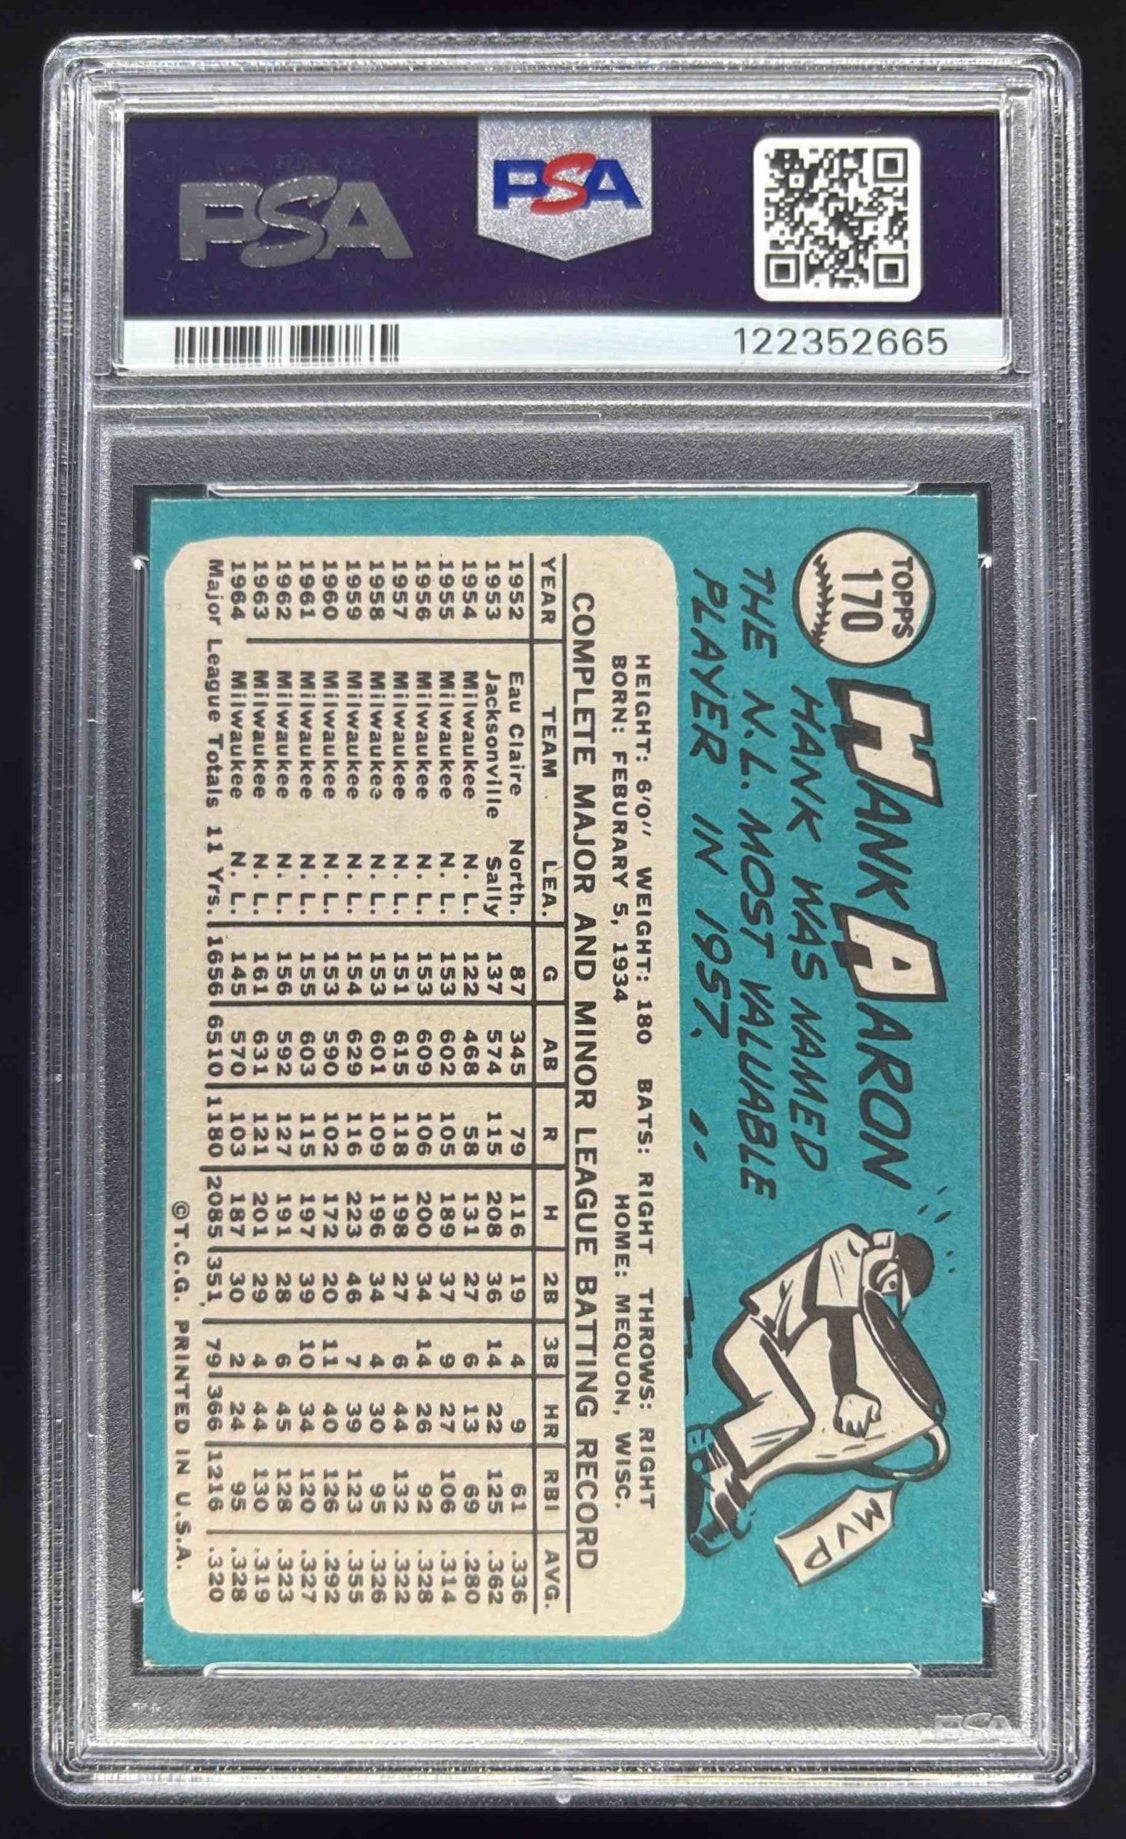 PSA
PSA
122352665
TOPPS
170
HANK AARON
HANK WAS NAMED
THE N.L. MOST VALUABLE
PLAYER IN 1957.
MVP
HEIGHT: 6'0" WEIGHT: 180 BATS: RIGHT THROWS: RIGHT
BORN: FEBURARY 5, 1934 HOME: MEQUON, WISC.
COMPLETE MAJOR AND MINOR LEAGUE BATTING RECORD
YEAR TEAM LEA. G AB R H 2B 3B HR RBI AVG.
1952 Eau Claire North. 87 345 79 116 19 4 9 61 .336
1953 Jacksonville Sally 137 574 115 208 36 14 22 125 .362
1954 Milwaukee N. L. 122 468 58 131 27 6 13 69 .280
1955 Milwaukee N. L. 153 602 105 189 37 9 27 106 .314
1956 Milwaukee N. L. 153 609 106 200 34 14 26 92 .328
1957 Milwaukee N. L. 151 615 118 198 27 6 44 132 .322
1958 Milwaukee N. L. 153 601 109 196 34 4 30 95 .326
1959 Milwaukee N. L. 154 629 116 223 46 7 39 123 .355
1960 Milwaukee N. L. 153 590 102 172 20 11 40 126 .292
1961 Milwaukee N. L. 155 603 115 197 39 10 34 120 .327
1962 Milwaukee N. L. 156 592 127 191 28 6 45 128 .323
1963 Milwaukee N. L. 161 631 121 201 29 4 44 130 .319
1964 Milwaukee N. L. 145 570 103 187 30 2 24 95 .328
Major League Totals 11 Yrs. 1656 6510 1180 2085 351 79 366 1216 .320
©T.C.G. PRINTED IN U.S.A.
PSA